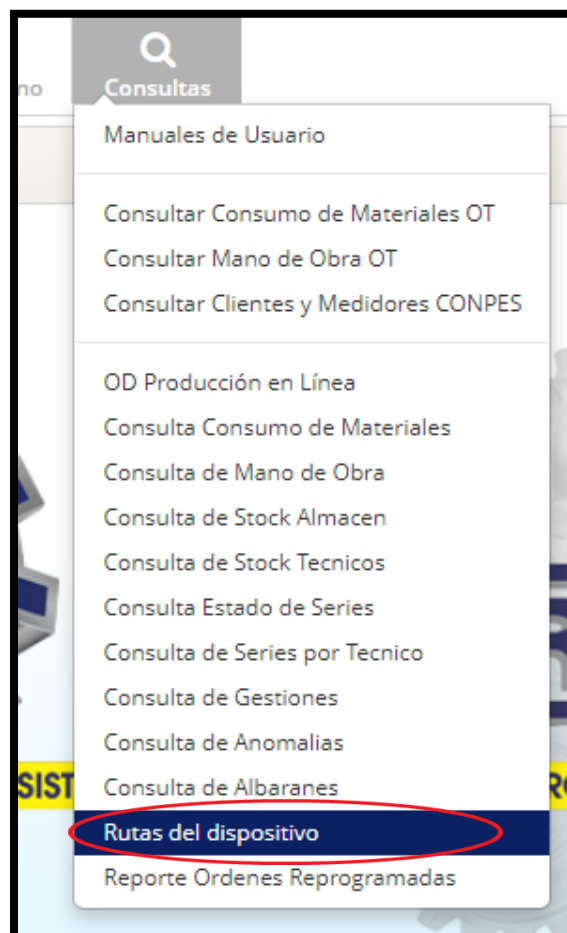 no
Consultas
Manuales de Usuario
Consultar Consumo de Materiales OT
Consultar Mano de Obra OT
Consultar Clientes y Medidores CONPES
OD Producción en Línea
Consulta Consumo de Materiales
Consulta de Mano de Obra
Consulta de Stock Almacen
Consulta de Stock Tecnicos
Consulta Estado de Series
Consulta de Series por Tecnico
Consulta de Gestiones
Consulta de Anomalias
SIST
Consulta de Albaranes
Rutas del dispositivo
Reporte Ordenes Reprogramadas